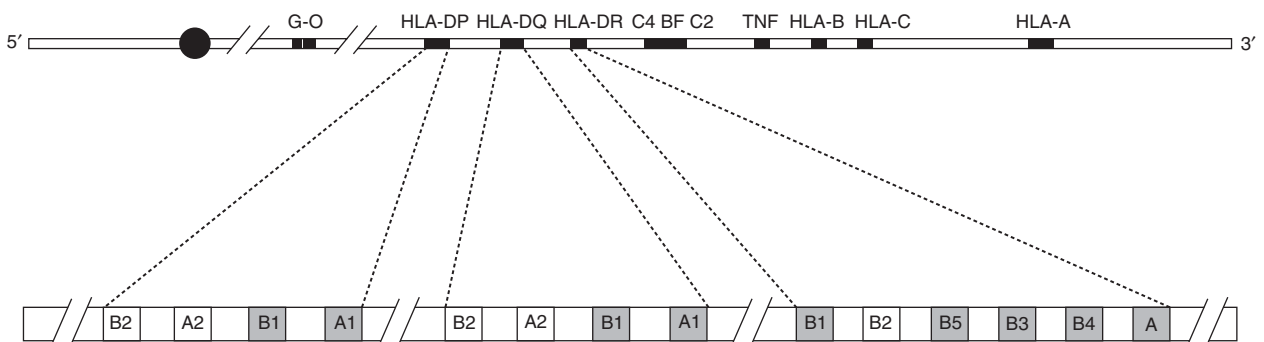 G-O HLA-DP HLA-DQ HLA-DR C4 BF C2 TNF HLA-B HLA-C HLA-A
5′ 3′
B2 A2 B1 A1 B2 A2 B1 A1 B1 B2 B5 B3 B4 A